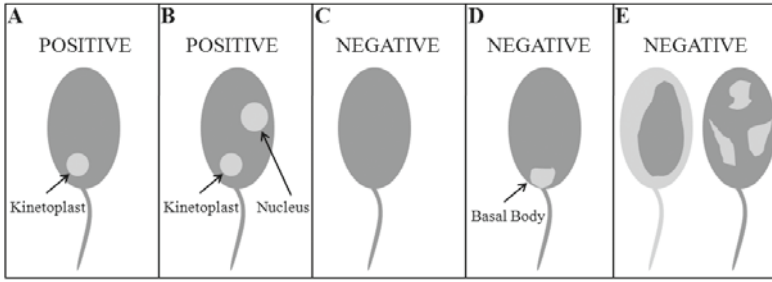 A
POSITIVE
Kinetoplast
B
POSITIVE
Kinetoplast
Nucleus
C
NEGATIVE
D
NEGATIVE
Basal Body
E
NEGATIVE